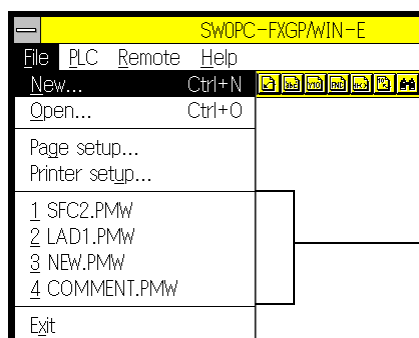 SW0PC-FXGP/WIN-E
File PLC Remote Help
New... Ctrl+N
Open... Ctrl+O
Page setup...
Printer setup...
1 SFC2.PMW
2 LAD1.PMW
3 NEW.PMW
4 COMMENT.PMW
Exit